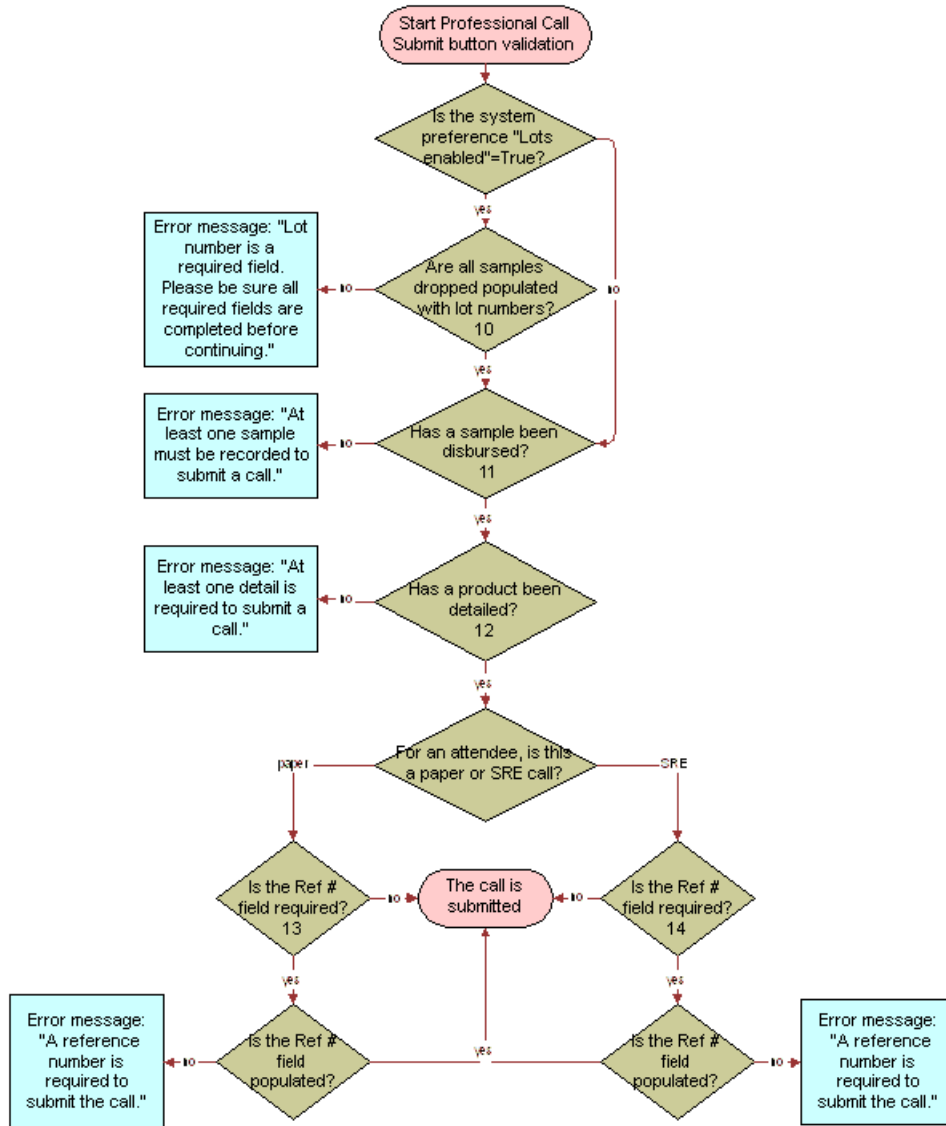 Start Professional Call
Submit button validation
Is the system
preference "Lots
enabled"=True?
yes
no
Error message: "Lot
number is a
required field.
Please be sure all
required fields are
completed before
continuing."
no
Are all samples
dropped populated
with lot numbers?
10
yes
Error message: "At
least one sample
must be recorded to
submit a call."
no
Has a sample been
disbursed?
11
yes
Error message: "At
least one detail is
required to submit a
call."
no
Has a product been
detailed?
12
yes
paper
For an attendee, is this
a paper or SRE call?
SRE
Is the Ref #
field required?
13
no
The call is
submitted
no
Is the Ref #
field required?
14
yes
yes
Error message:
"A reference
number is
required to
submit the call."
no
Is the Ref #
field
populated?
yes
Is the Ref #
field
populated?
no
Error message:
"A reference
number is
required to
submit the call."